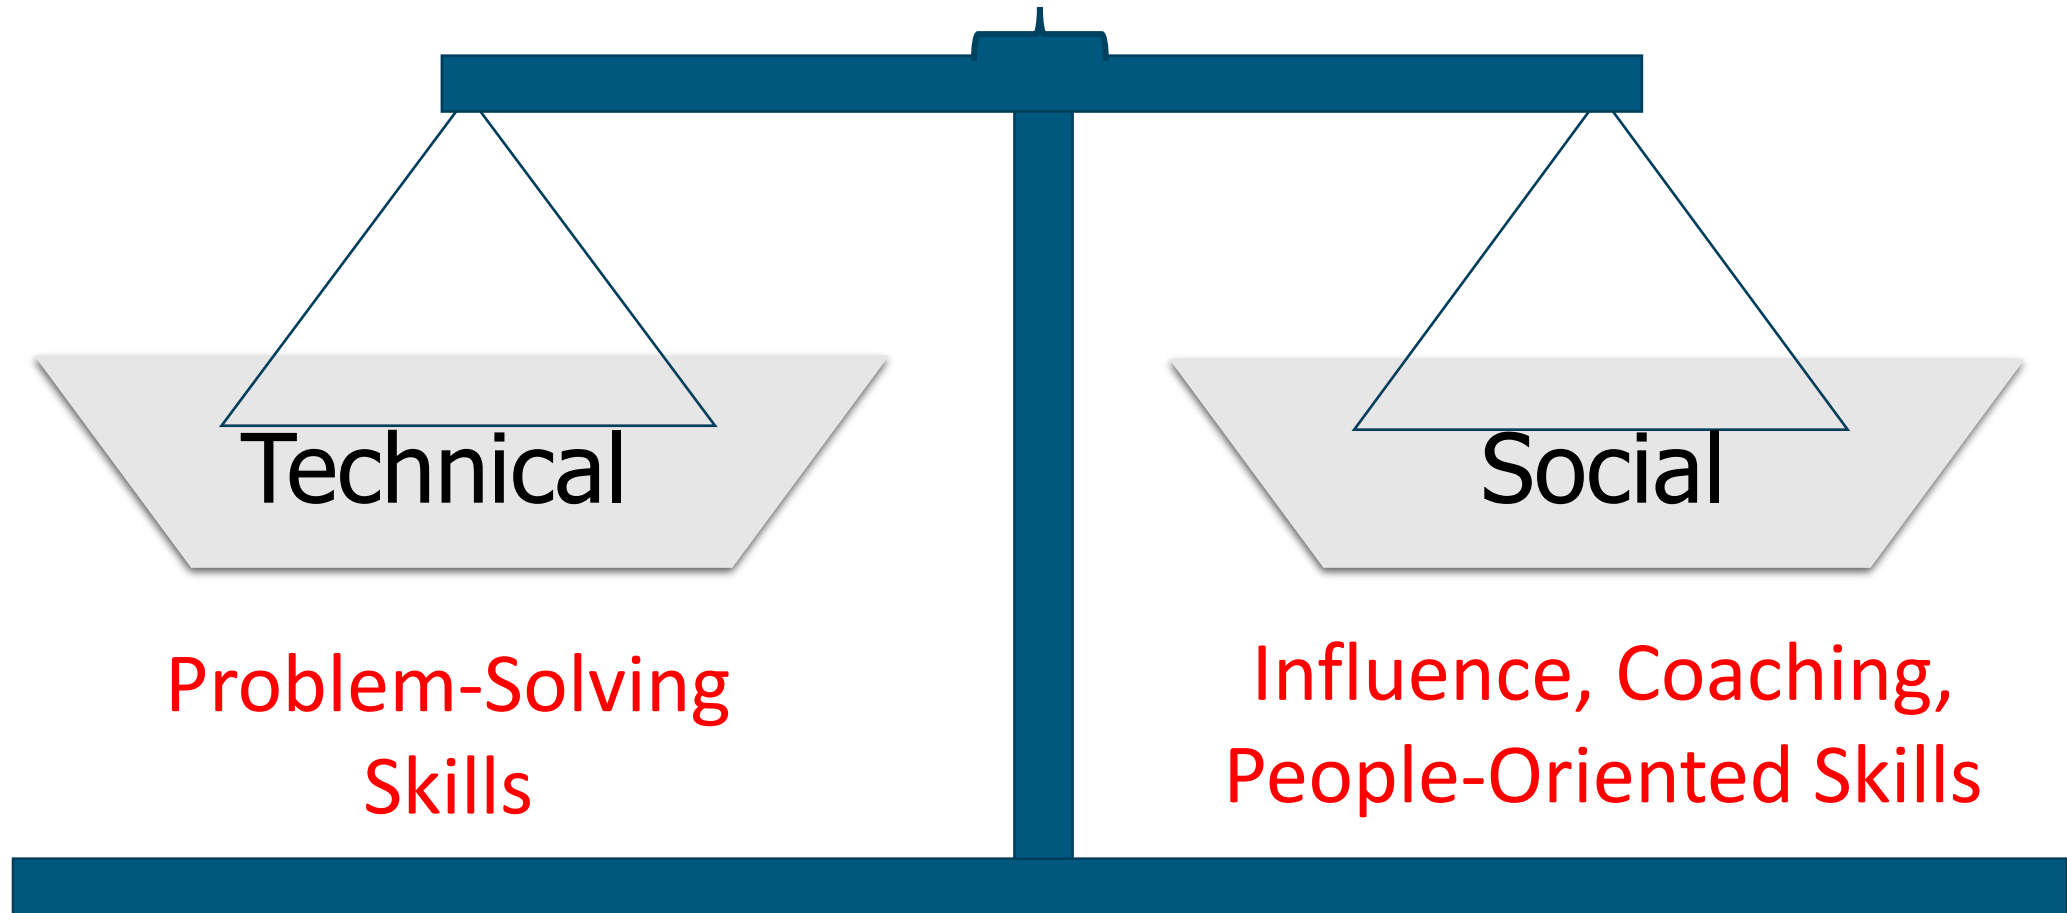 Technical
Social
Problem-Solving
Skills
Influence, Coaching,
People-Oriented Skills